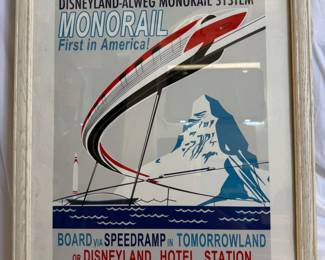 DISNEYLAND-ALWEG MONORAIL SYSTEM
MONORAIL
First in America!
BOARD VIA SPEEDRAMP IN TOMORROWLAND
OR DISNEYLAND HOTEL STATION